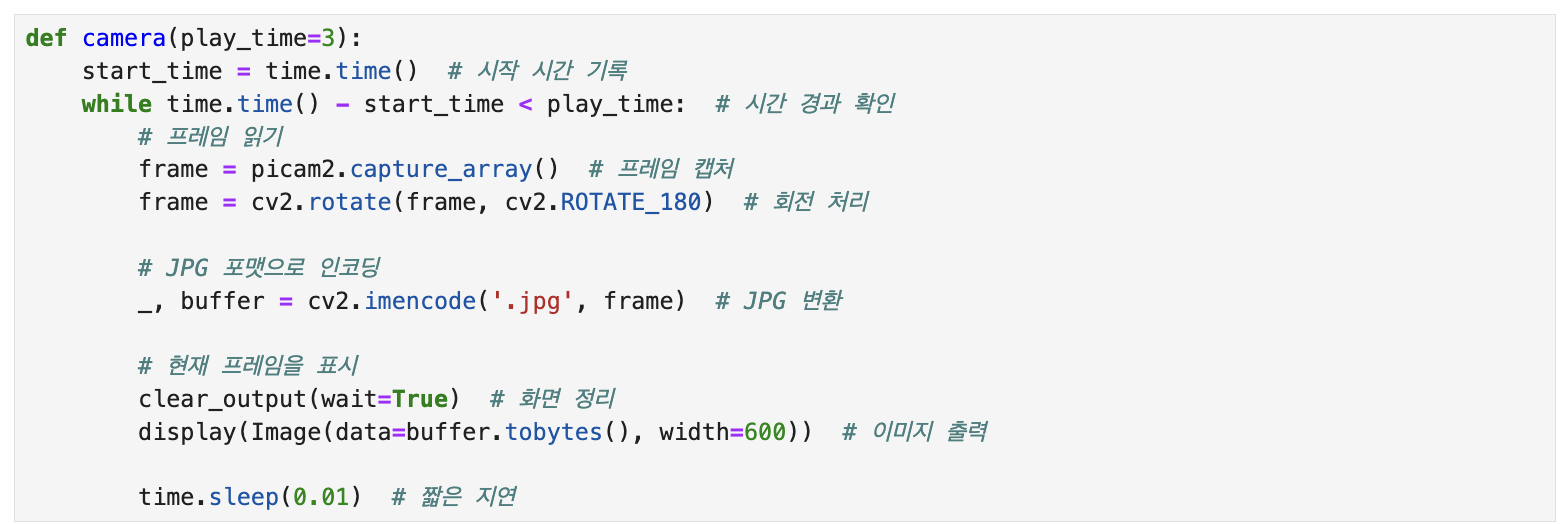 def camera(play_time=3):
    start_time = time.time()  # 시작 시간 기록
    while time.time() - start_time < play_time:  # 시간 경과 확인
        # 프레임 읽기
        frame = picam2.capture_array()  # 프레임 캡처
        frame = cv2.rotate(frame, cv2.ROTATE_180)  # 회전 처리

        # JPG 포맷으로 인코딩
        _, buffer = cv2.imencode('.jpg', frame)  # JPG 변환

        # 현재 프레임을 표시
        clear_output(wait=True)  # 화면 정리
        display(Image(data=buffer.tobytes(), width=600))  # 이미지 출력

        time.sleep(0.01)  # 짧은 지연